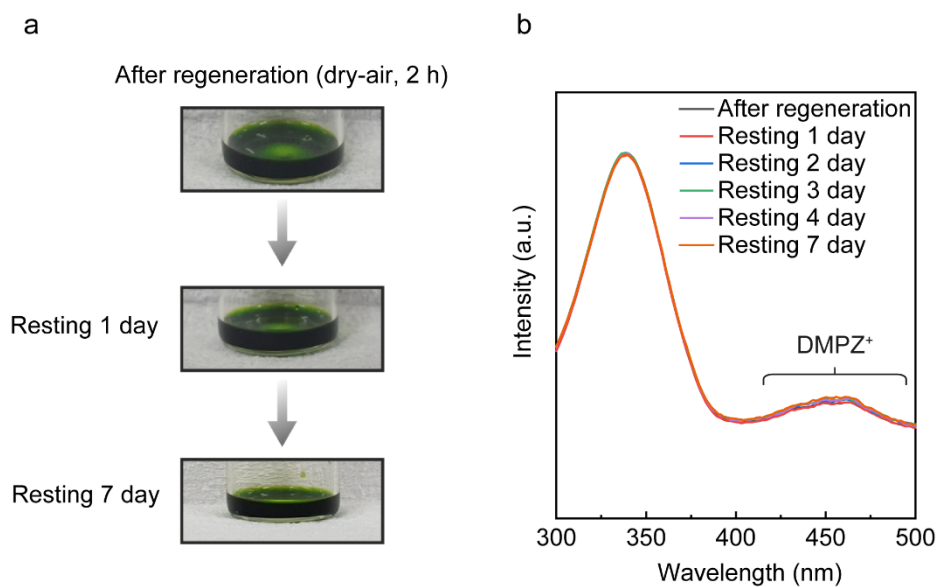 a
After regeneration (dry-air, 2 h)
Resting 1 day
Resting 7 day
b
After regeneration
Resting 1 day
Resting 2 day
Resting 3 day
Resting 4 day
Resting 7 day
DMPZ⁺
Intensity (a.u.)
300 350 400 450 500
Wavelength (nm)